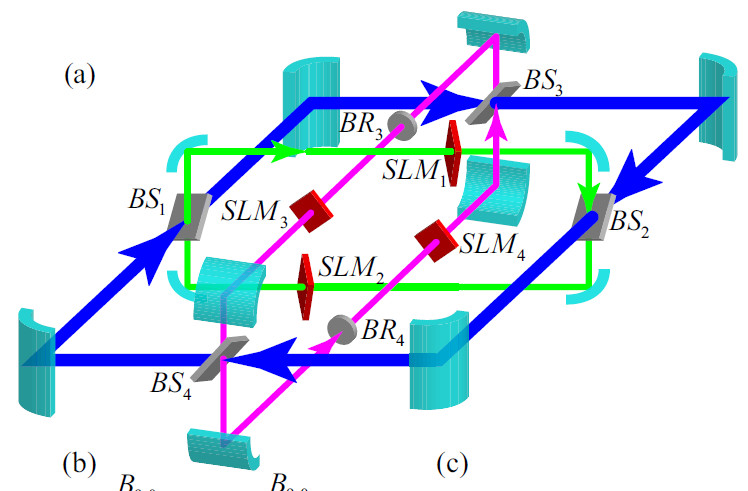 (a)
BS₃
BR₃
SLM₁
BS₁
SLM₃
BS₂
SLM₄
SLM₂
BR₄
BS₄
(b)
(c)